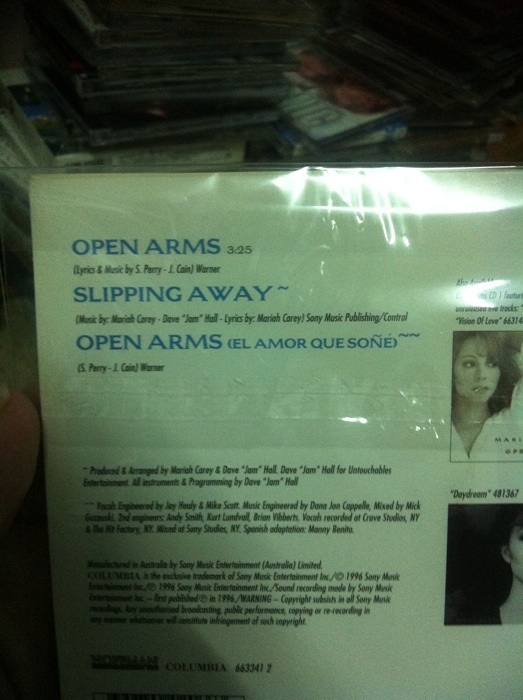 OPEN ARMS 3:25
(Lyrics & Music by S. Perry - J. Cain) Warner
SLIPPING AWAY ~
(Music by: Mariah Carey - Dave "Jam" Hall - Lyrics by: Mariah Carey) Sony Music Publishing/Control
OPEN ARMS (EL AMOR QUE SOÑÉ) ~~
(S. Perry - J. Cain) Warner
~ Produced & Arranged by Mariah Carey & Dave "Jam" Hall. Dave "Jam" Hall for Untouchables
Entertainment. All instruments & Programming by Dave "Jam" Hall
~~ Vocals Engineered by Jay Healy & Mike Scott. Music Engineered by Dana Jon Chappelle, Mixed by Mick
Guzauski. 2nd engineers: Andy Smith, Kurt Lundvall, Brian Vibberts. Vocals recorded at Crave Studios, NY
& The Hit Factory, NY. Mixed at Sony Studios, NY. Spanish adaptation: Manny Benito.
Manufactured in Australia by Sony Music Entertainment (Australia) Limited.
COLUMBIA is the exclusive trademark of Sony Music Entertainment Inc./© 1996 Sony Music
Entertainment Inc./℗ 1996 Sony Music Entertainment Inc./Sound recording made by Sony Music
Entertainment Inc. – first published ℗ in 1996/WARNING – Copyright subsists in all Sony Music
recordings. Any unauthorised broadcasting, public performance, copying or re-recording in
any manner whatsoever will constitute infringement of such copyright.
COLUMBIA 663341 2
CD 1 featur
live tracks:
"Vision Of Love" 66314
MARI
OPE
"Daydream" 481367